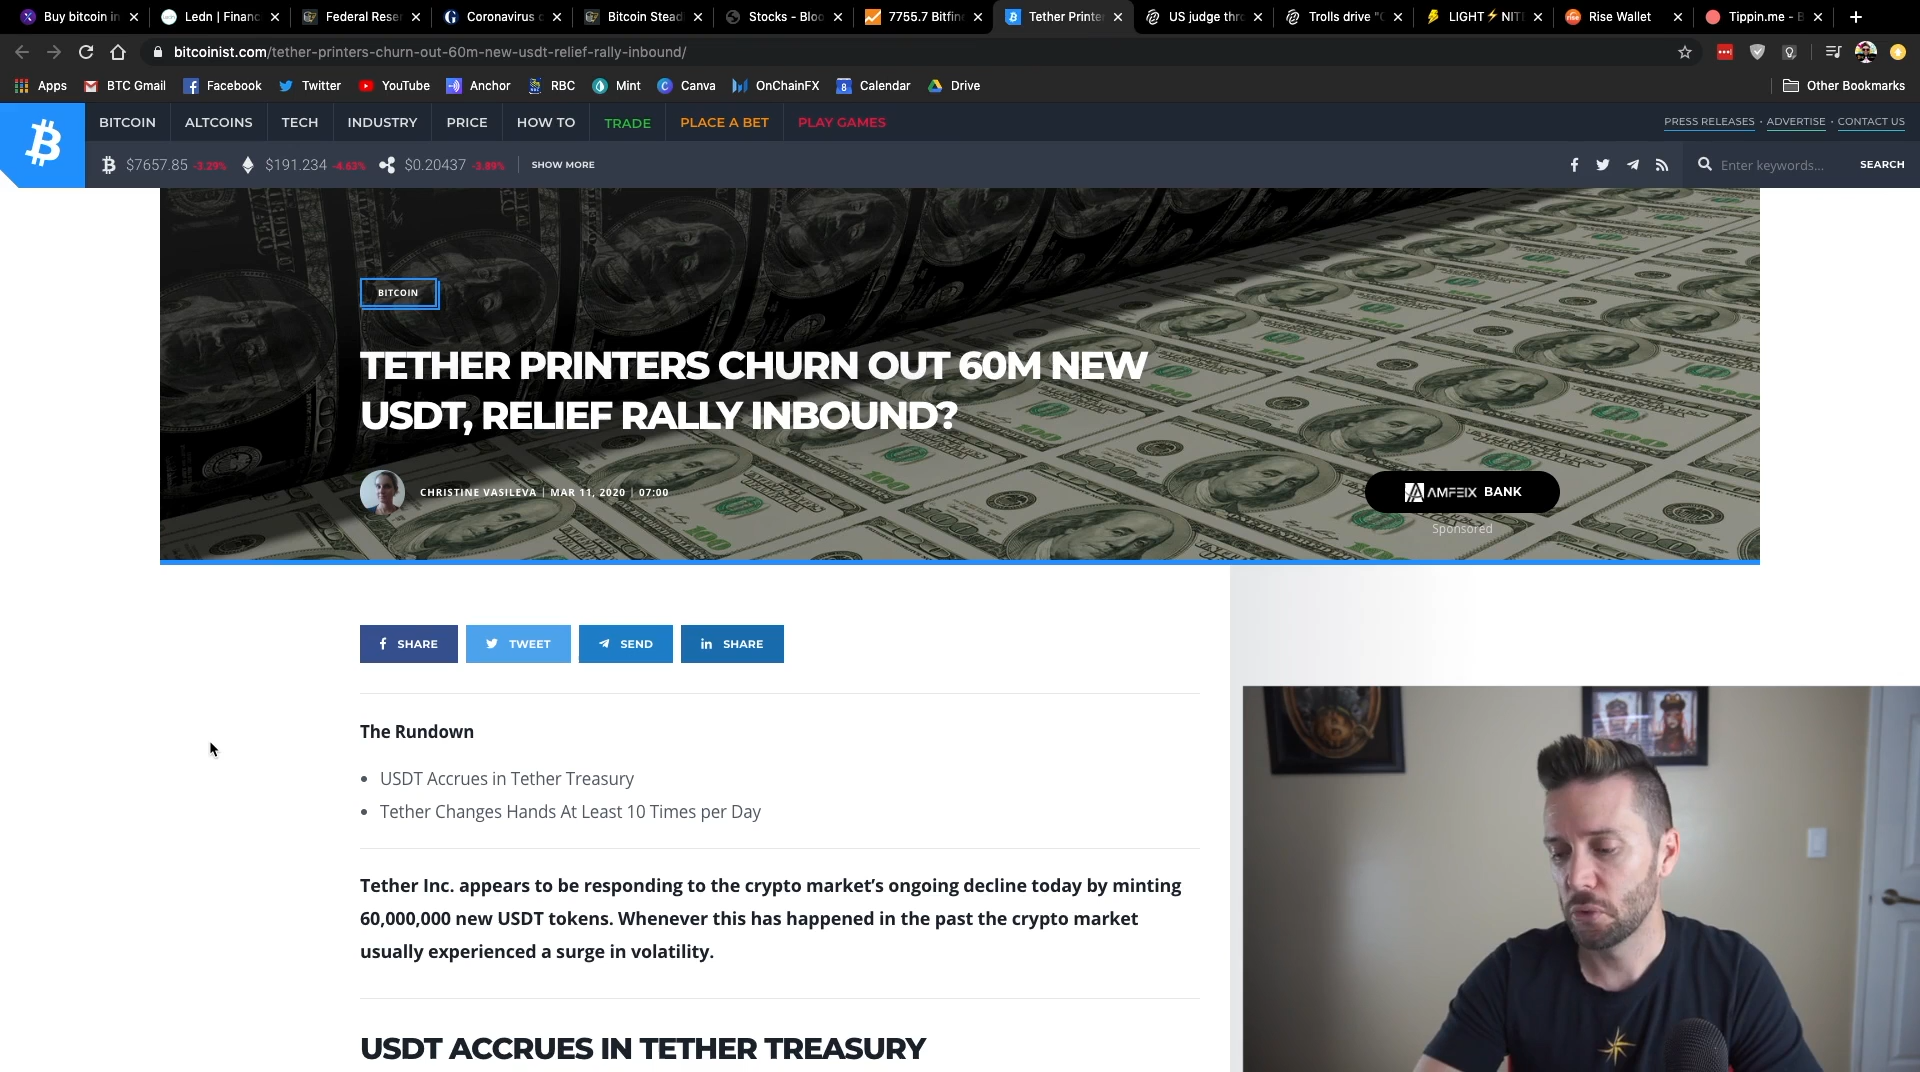 Buy bitcoin in
Ledn | Financ
Federal Reser
Coronavirus c
Bitcoin Stead
Stocks - Bloo
7755.7 Bitfin
Tether Printe
US judge thr
Trolls drive "C
LIGHT⚡NIT
Rise Wallet
Tippin.me - B
bitcoinist.com/tether-printers-churn-out-60m-new-usdt-relief-rally-inbound/
Apps
BTC Gmail
Facebook
Twitter
YouTube
Anchor
RBC
Mint
Canva
OnChainFX
Calendar
Drive
Other Bookmarks
BITCOIN
ALTCOINS
TECH
INDUSTRY
PRICE
HOW TO
TRADE
PLACE A BET
PLAY GAMES
PRESS RELEASES · ADVERTISE · CONTACT US
$7657.85 -3.29%
$191.234 -4.63%
$0.20437 -3.89%
SHOW MORE
Enter keywords...
SEARCH
BITCOIN
TETHER PRINTERS CHURN OUT 60M NEW
USDT, RELIEF RALLY INBOUND?
CHRISTINE VASILEVA | MAR 11, 2020 | 07:00
AMFEIX BANK
Sponsored
SHARE
TWEET
SEND
SHARE
The Rundown
• USDT Accrues in Tether Treasury
• Tether Changes Hands At Least 10 Times per Day
Tether Inc. appears to be responding to the crypto market's ongoing decline today by minting
60,000,000 new USDT tokens. Whenever this has happened in the past the crypto market
usually experienced a surge in volatility.
USDT ACCRUES IN TETHER TREASURY